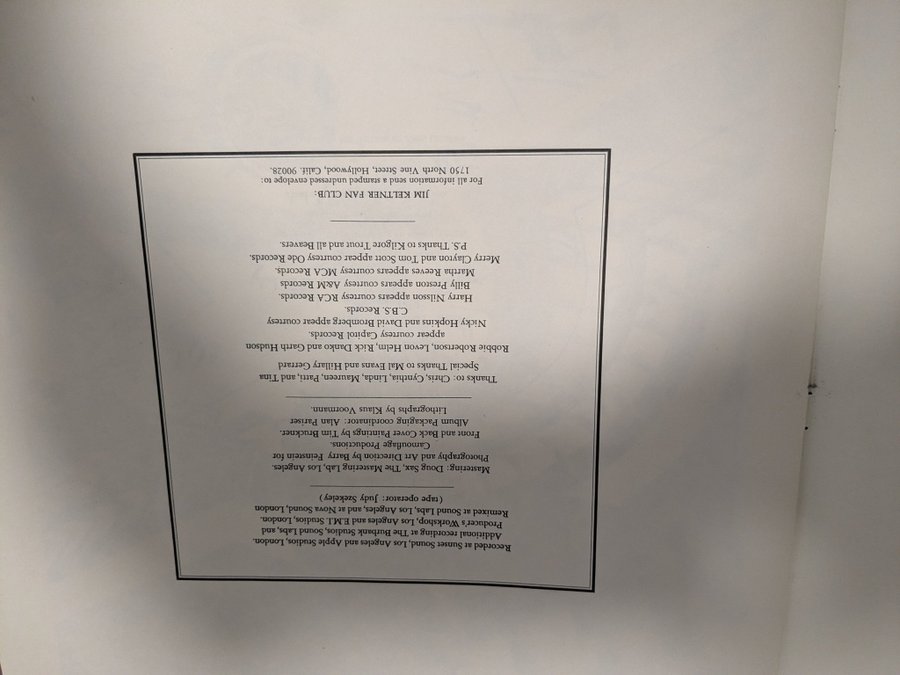 Recorded at Sunset Sound, Los Angeles and Apple Studios, London.
Additional recording at The Burbank Studios, Sound Labs, and
Producer's Workshop, Los Angeles and E.M.I. Studios, London.
Remixed at Sound Labs, Los Angeles, and at Nova Sound, London
(tape operator: Judy Szekeley)
Mastering: Doug Sax, The Mastering Lab, Los Angeles.
Photography and Art Direction by Barry Feinstein for
Camouflage Productions.
Front and Back Cover Paintings by Tim Bruckner.
Album Packaging coordinator: Alan Pariser
Lithographs by Klaus Voormann.
Thanks to: Chris, Cynthia, Linda, Maureen, Patti, and Tina
Special Thanks to Mal Evans and Hillary Gerrard
Robbie Robertson, Levon Helm, Rick Danko and Garth Hudson
appear courtesy Capitol Records.
Nicky Hopkins and David Bromberg appear courtesy
C.B.S. Records.
Harry Nilsson appears courtesy RCA Records.
Billy Preston appears courtesy A&M Records
Martha Reeves appears courtesy MCA Records.
Merry Clayton and Tom Scott appear courtesy Ode Records.
P.S. Thanks to Kilgore Trout and all Beavers.
JIM KELTNER FAN CLUB:
For all information send a stamped undressed envelope to:
1750 North Vine Street, Hollywood, Calif. 90028.